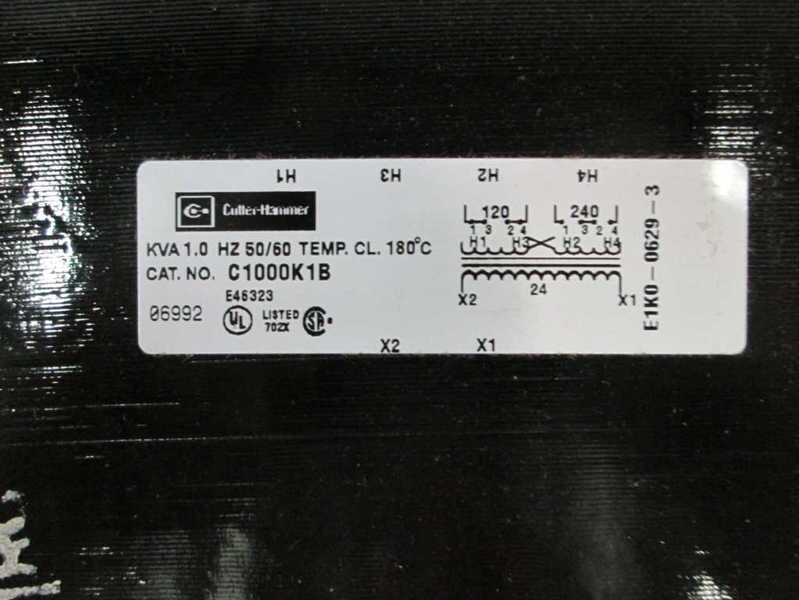 H1 H3 H2 H4
Cutler-Hammer
KVA 1.0 HZ 50/60 TEMP. CL. 180°C
CAT. NO. C1000K1B
E46323
06992 UL LISTED 702X SA
120 240
1 3 2 4 1 3 2 4
H1 H3 H2 H4
24
X2 X1
X2 X1
E1K0-0629-3